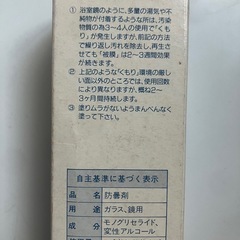 ①浴室鏡のように、多量の湯気や不
純物が付着するような所は、汚染
物質の為3〜4人の使用で「くも
り」が発生しますが、前記の方法で
繰り返し汚れを除去し、再生さ
せても「被膜」は2〜3週間効果が
続きます。
②上記のような「くもり」環境の厳し
い面以外のところでは、使用回数
により異なりますが、概ね2〜
3ヶ月間持続します。
③塗りムラがないようまんべんなく
塗って下さい。
自主基準に基づく表示
品名 防曇剤
用途 ガラス、鏡用
成分 モノグリセライド、
変性アルコール